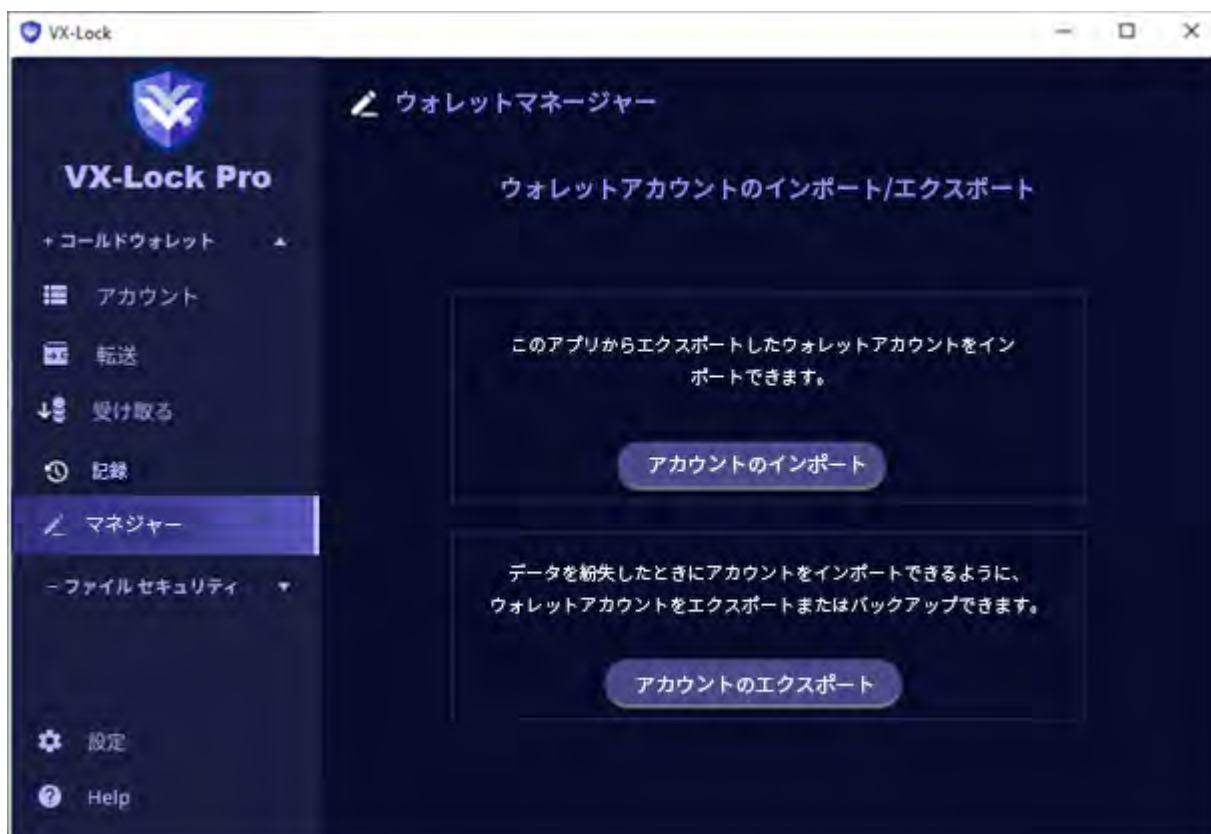 VX-Lock
VX-Lock Pro
+ コールドウォレット
アカウント
転送
受け取る
記録
マネジャー
− ファイル セキュリティ
設定
Help
ウォレットマネージャー
ウォレットアカウントのインポート/エクスポート
このアプリからエクスポートしたウォレットアカウントをイン
ポートできます。
アカウントのインポート
データを紛失したときにアカウントをインポートできるように、
ウォレットアカウントをエクスポートまたはバックアップできます。
アカウントのエクスポート